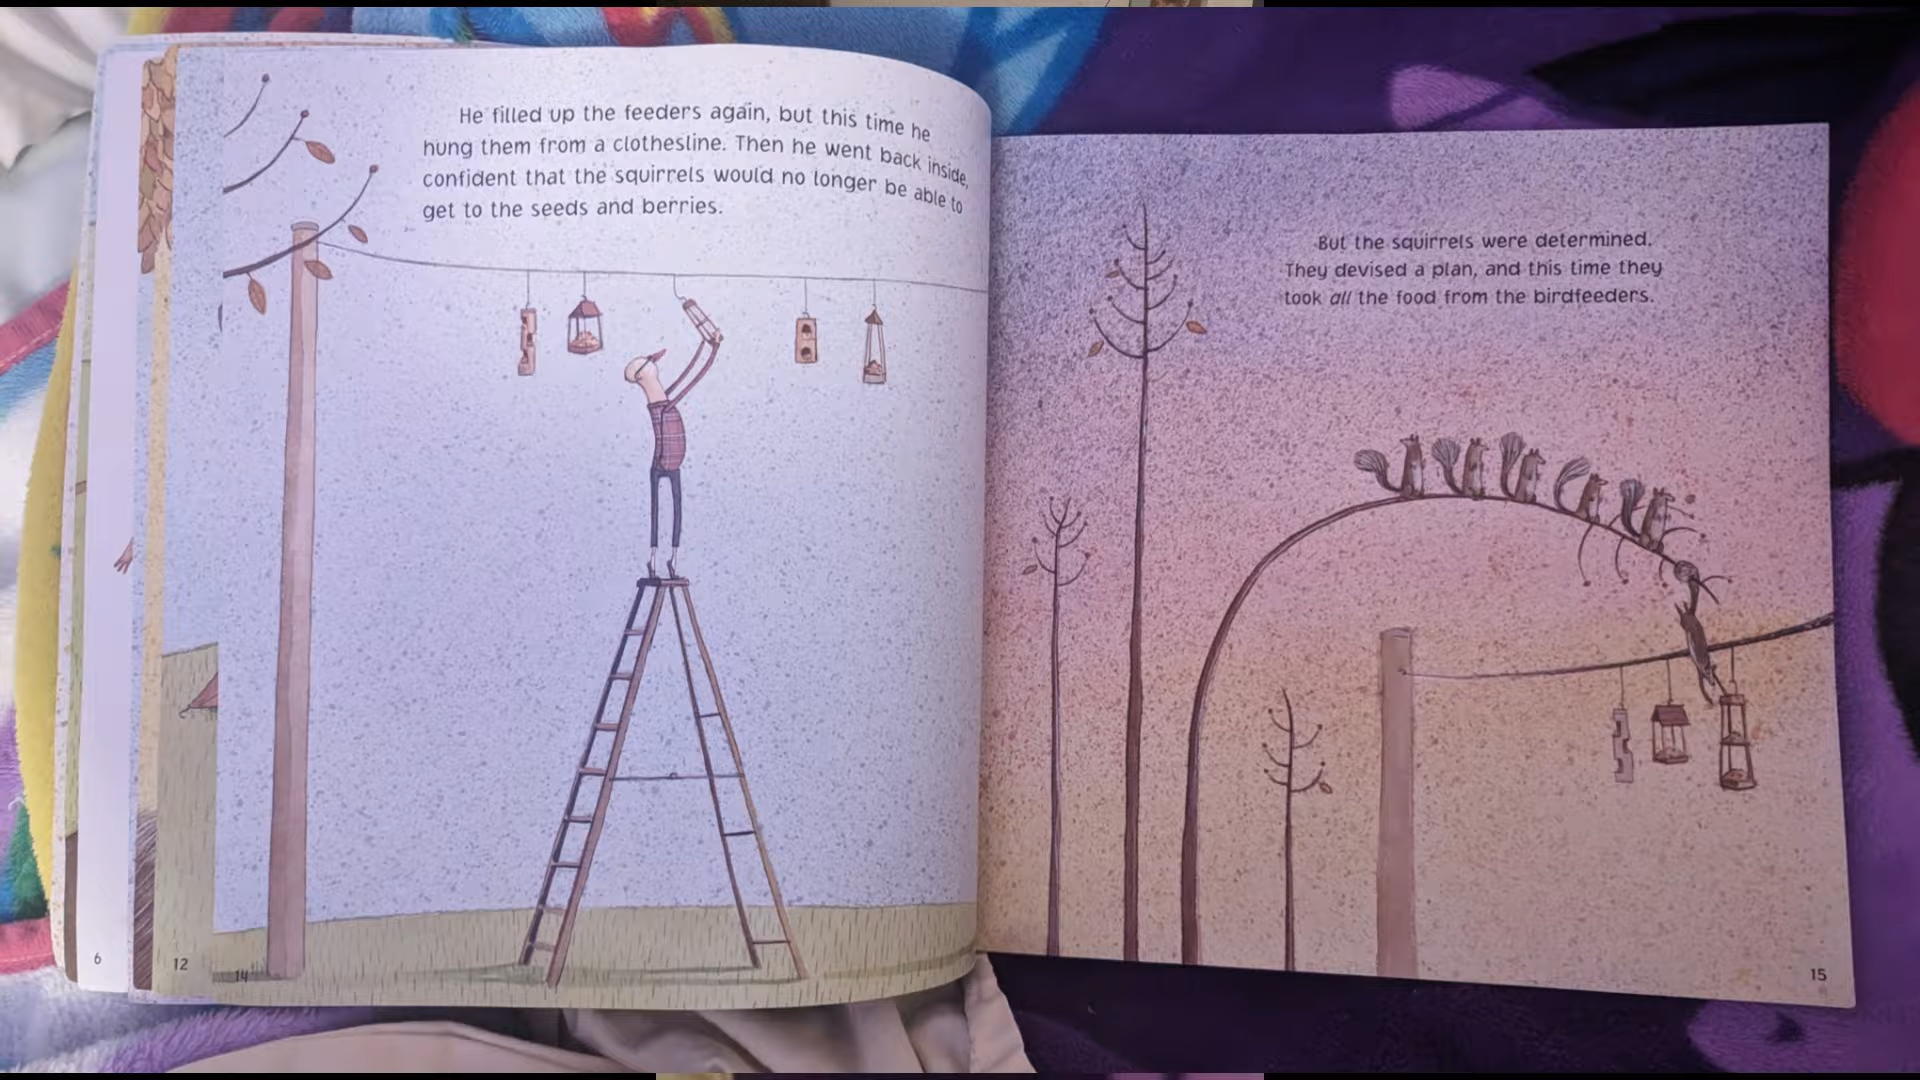 He filled up the feeders again, but this time he
hung them from a clothesline. Then he went back inside,
confident that the squirrels would no longer be able to
get to the seeds and berries.
6
12
14
But the squirrels were determined.
They devised a plan, and this time they
took all the food from the birdfeeders.
15